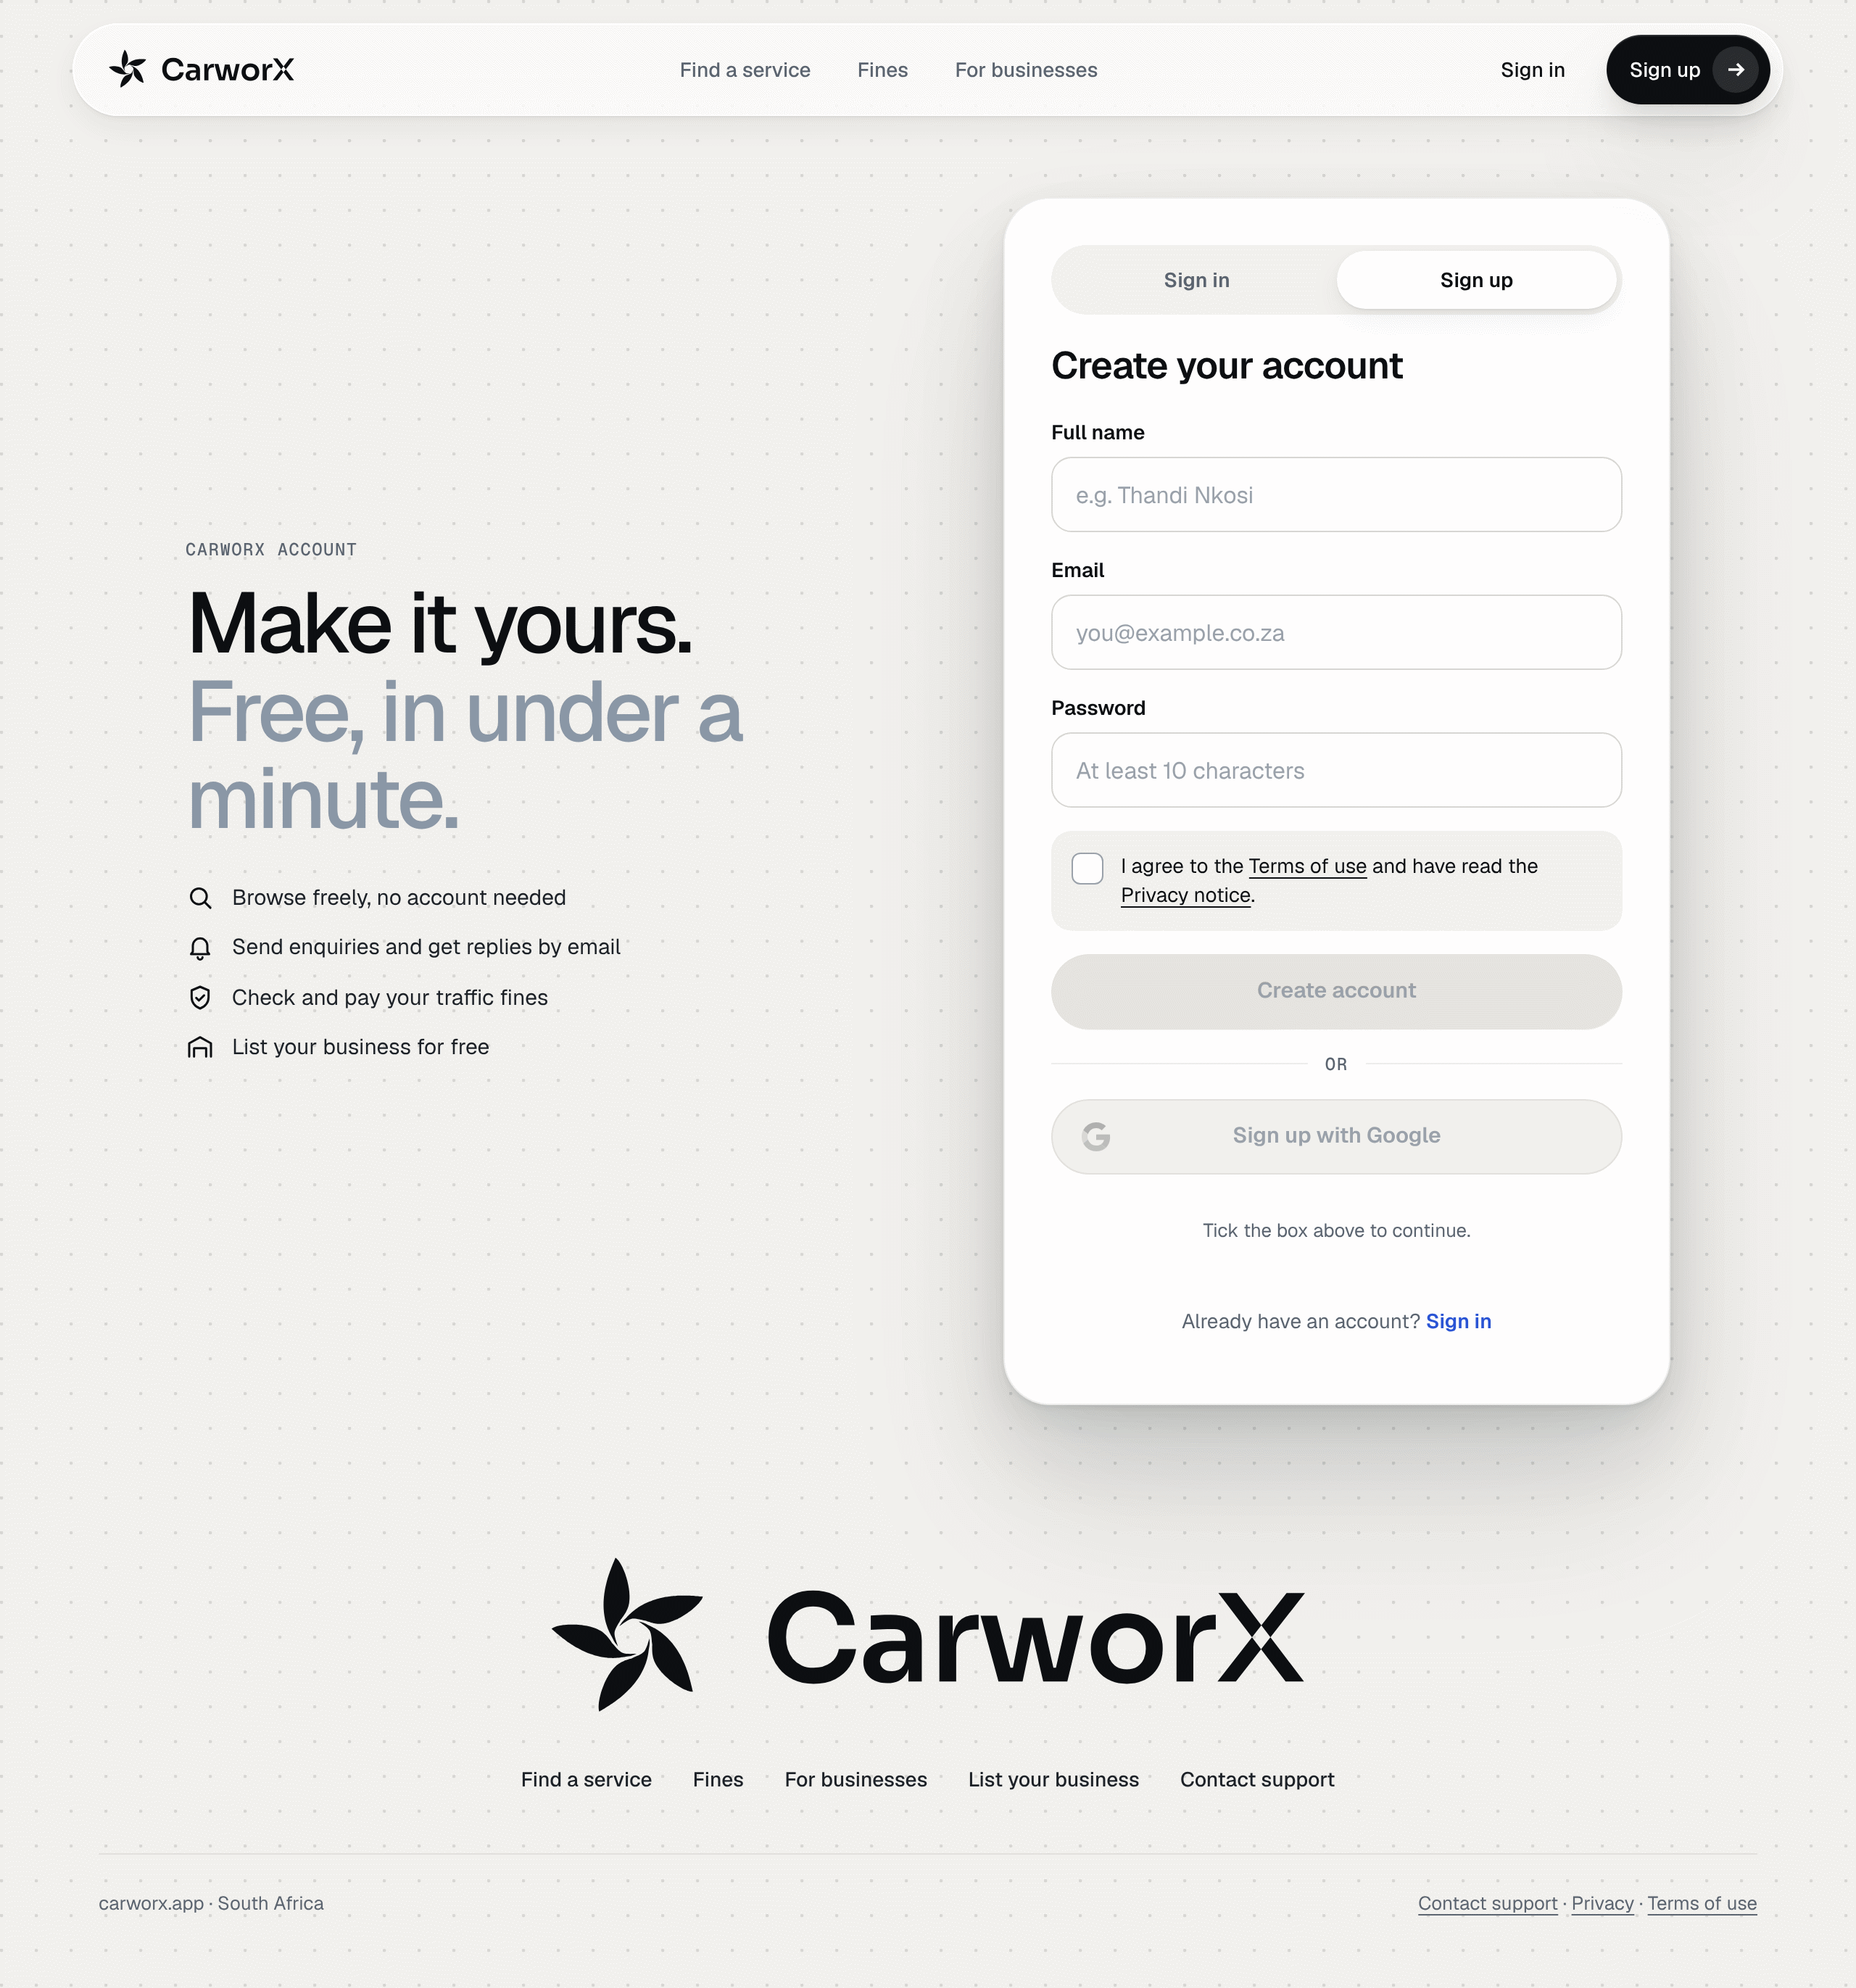 CarworX
Find a service
Fines
For businesses
Sign in
Sign up
CARWORX ACCOUNT
Make it yours.
Free, in under a
minute.
Browse freely, no account needed
Send enquiries and get replies by email
Check and pay your traffic fines
List your business for free
Sign in
Sign up
Create your account
Full name
e.g. Thandi Nkosi
Email
you@example.co.za
Password
At least 10 characters
I agree to the Terms of use and have read the
Privacy notice.
Create account
OR
Sign up with Google
Tick the box above to continue.
Already have an account? Sign in
CarworX
Find a service
Fines
For businesses
List your business
Contact support
carworx.app · South Africa
Contact support · Privacy · Terms of use